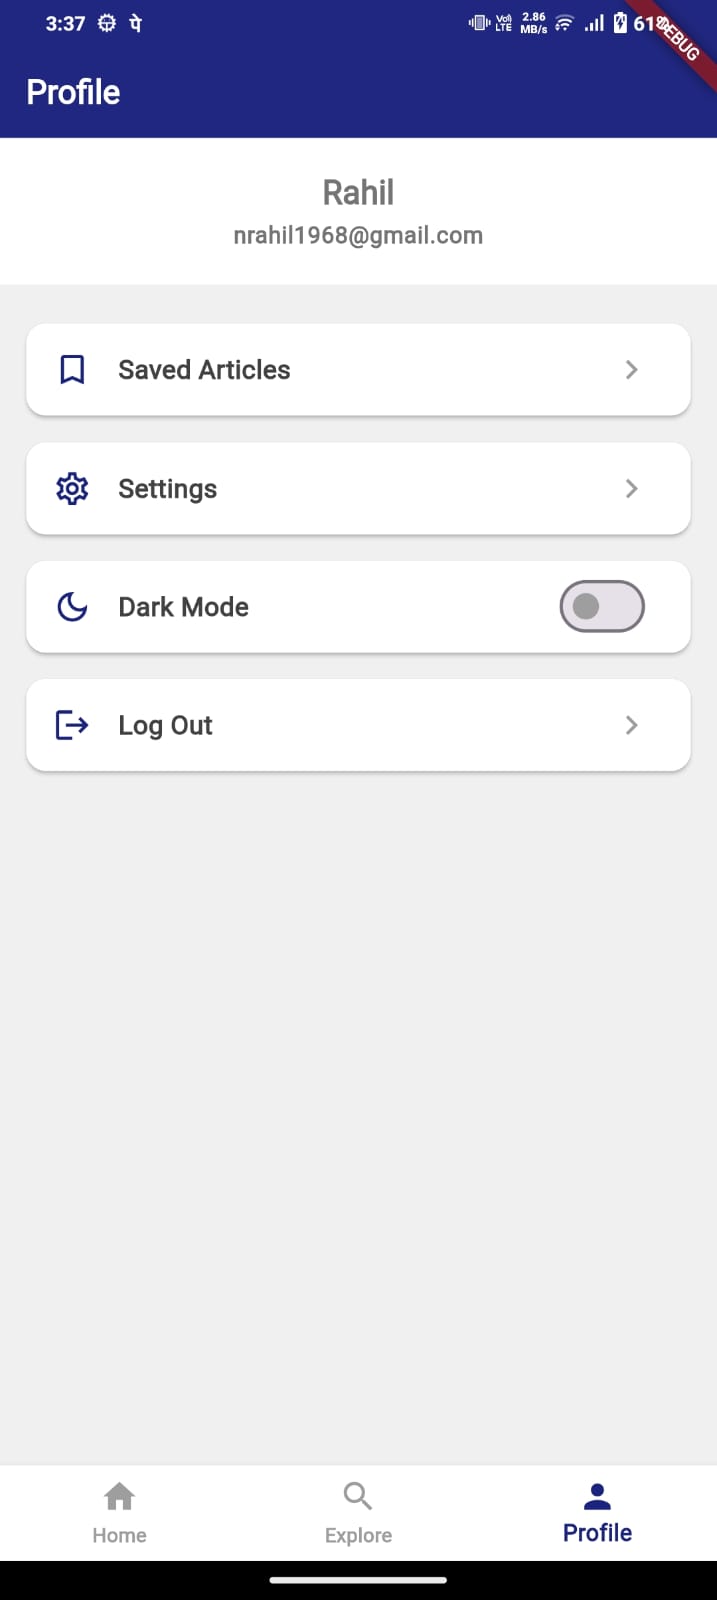 3:37 पे Vo) LTE 2.86 MB/s 61%
DEBUG
Profile
Rahil
nrahil1968@gmail.com
Saved Articles
Settings
Dark Mode
Log Out
Home Explore Profile